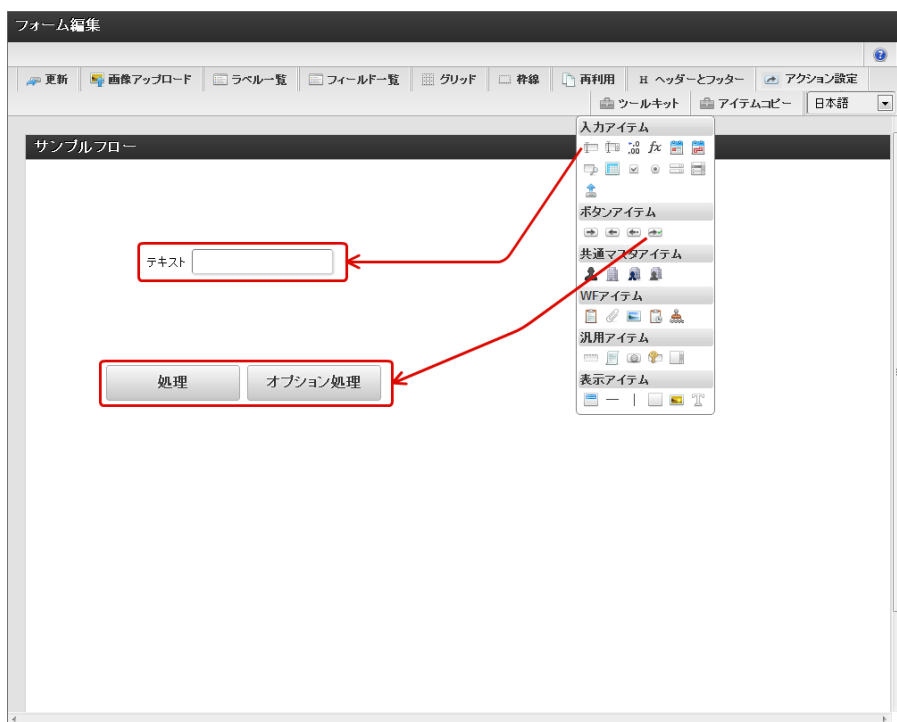 フォーム編集
更新 画像アップロード ラベル一覧 フィールド一覧 グリッド 枠線 再利用 H ヘッダーとフッター アクション設定
ツールキット アイテムコピー 日本語
サンプルフロー
入力アイテム
ボタンアイテム
共通マスタアイテム
WFアイテム
汎用アイテム
表示アイテム
テキスト
処理 オプション処理